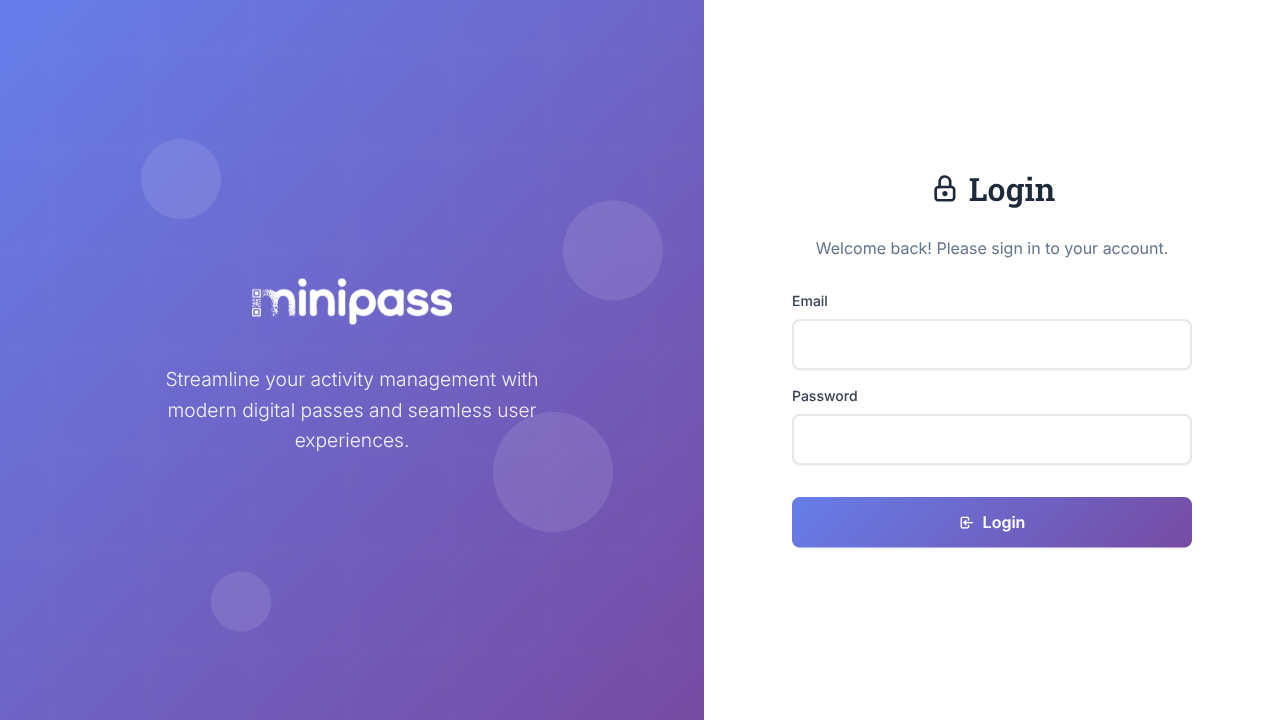 minipass
Streamline your activity management with
modern digital passes and seamless user
experiences.
Login
Welcome back! Please sign in to your account.
Email
Password
Login